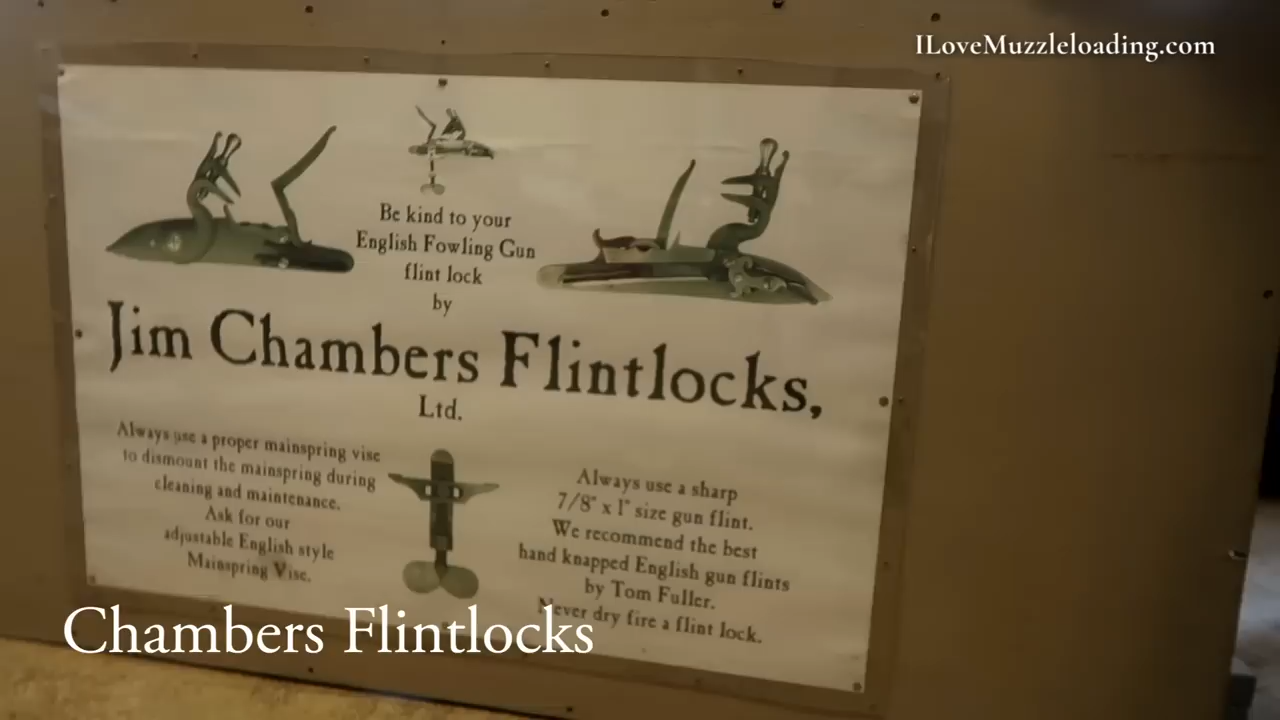 ILoveMuzzleloading.com
Be kind to your
English Fowling Gun
flint lock
by
Jim Chambers Flintlocks,
Ltd.
Always use a proper mainspring vise
to dismount the mainspring during
cleaning and maintenance.
Ask for our
adjustable English style
Mainspring Vise.
Always use a sharp
7/8" x 1" size gun flint.
We recommend the best
hand knapped English gun flints
by Tom Fuller.
Never dry fire a flint lock.
Chambers Flintlocks